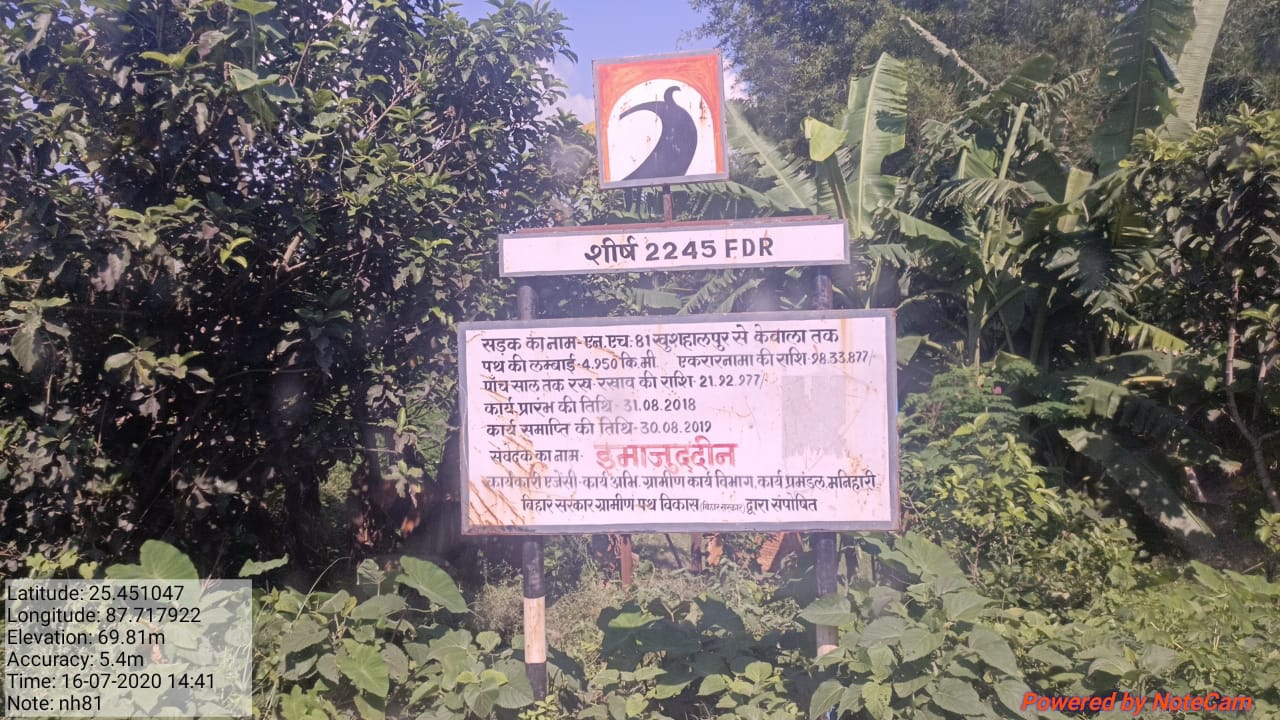 शीर्ष 2245 FDR
सड़क का नाम-एन.एच. 81 खुशहालपुर से केवाला तक
पथ की लम्बाई-4.950 कि.मी. एकरारनामा की राशि-98.33.877/-
पाँच साल तक रख-रखाव की राशि-21.92.977/-
कार्य प्रारंभ की तिथि-31.08.2018
कार्य समाप्ति की तिथि-30.08.2019
संवेदक का नाम- इमाजुद्दीन
कार्यकारी एजेंसी-कार्य अभि. ग्रामीण कार्य विभाग, कार्य प्रमंडल, मनिहारी
बिहार सरकार ग्रामीण पथ विकास (बिहार सरकार) द्वारा संपोषित
Latitude: 25.451047
Longitude: 87.717922
Elevation: 69.81m
Accuracy: 5.4m
Time: 16-07-2020 14:41
Note: nh81
Powered by NoteCam